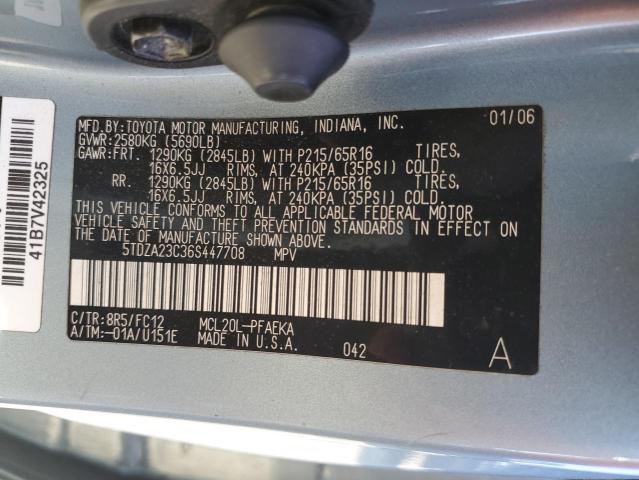 MFD.BY:TOYOTA MOTOR MANUFACTURING, INDIANA, INC. 01/06
GVWR:2580KG (5690LB)
GAWR:FRT. 1290KG (2845LB) WITH P215/65R16 TIRES,
16X6.5JJ RIMS, AT 240KPA (35PSI) COLD.
RR. 1290KG (2845LB) WITH P215/65R16 TIRES,
16X6.5JJ RIMS, AT 240KPA (35PSI) COLD.
THIS VEHICLE CONFORMS TO ALL APPLICABLE FEDERAL MOTOR
VEHICLE SAFETY AND THEFT PREVENTION STANDARDS IN EFFECT ON
THE DATE OF MANUFACTURE SHOWN ABOVE.
5TDZA23C36S447708 MPV
C/TR:8R5/FC12 MCL20L-PFAEKA
A/TM:-01A/U151E MADE IN U.S.A. 042 A
41B7V42325